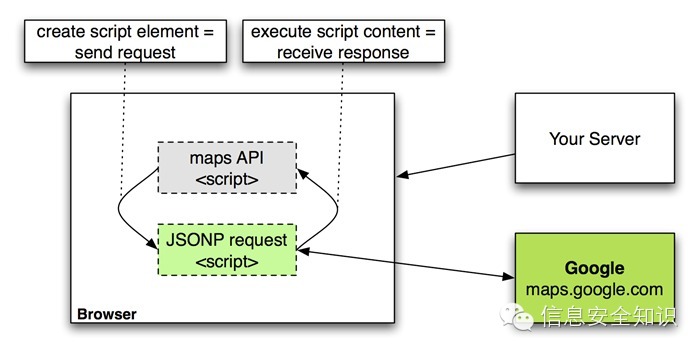 create script element =
send request
execute script content =
receive response
maps API
<script>
JSONP request
<script>
Browser
Your Server
Google
maps.google.com
信息安全知识